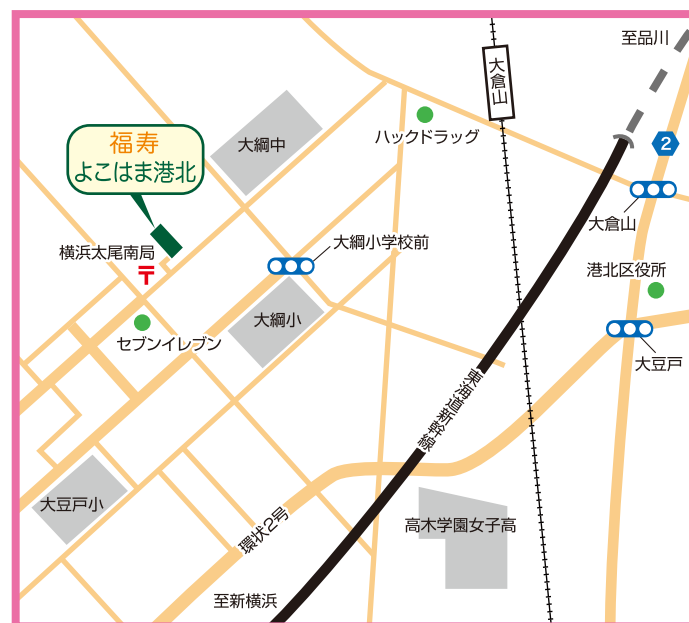 至品川
大倉山
ハックドラッグ
2
大綱中
福寿
よこはま港北
大倉山
横浜太尾南局
〒
大綱小学校前
港北区役所
大綱小
セブンイレブン
大豆戸
東海道新幹線
大豆戸小
高木学園女子高
環状2号
至新横浜